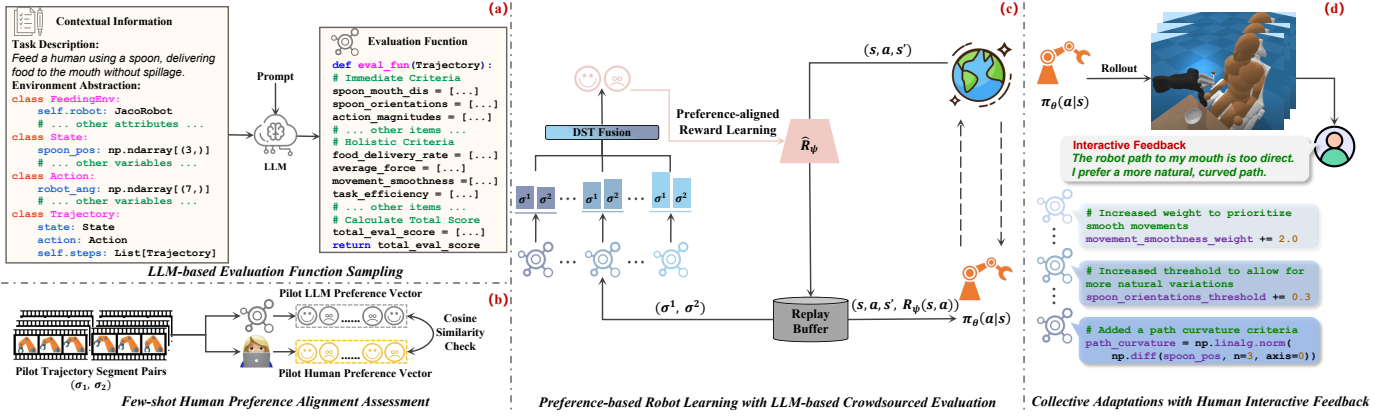 (a)
Contextual Information
Task Description:
Feed a human using a spoon, delivering
food to the mouth without spillage.
Environment Abstraction:
class FeedingEnv:
self.robot: JacoRobot
# ... other attributes ...
class State:
spoon_pos: np.ndarray[(3,)]
# ... other variables ...
class Action:
robot_ang: np.ndarray[(7,)]
# ... other variables ...
class Trajectory:
state: State
action: Action
self.steps: List[Trajectory]
Prompt
LLM
Evaluation Fucntion
def eval_fun(Trajectory):
# Immediate Criteria
spoon_mouth_dis = [...]
spoon_orientations = [...]
action_magnitudes = [...]
# ... other items ...
# Holistic Criteria
food_delivery_rate = [...]
average_force = [...]
movement_smoothness =[...]
task_efficiency = [...]
# ... other items ...
# Calculate Total Score
total_eval_score = [...]
return total_eval_score
LLM-based Evaluation Function Sampling
(b)
Pilot LLM Preference Vector
......
Cosine
Similarity
Check
......
Pilot Human Preference Vector
Pilot Trajectory Segment Pairs
(σ₁, σ₂)
Few-shot Human Preference Alignment Assessment
(c)
(s, a, s′)
Preference-aligned
Reward Learning
R̂ψ
DST Fusion
σ¹ σ² ... σ¹ σ² ... σ¹ σ²
... ...
(σ¹, σ²)
Replay
Buffer
(s, a, s′, Rψ(s, a))
πθ(a|s)
Preference-based Robot Learning with LLM-based Crowdsourced Evaluation
(d)
Rollout
πθ(a|s)
Interactive Feedback
The robot path to my mouth is too direct.
I prefer a more natural, curved path.
# Increased weight to prioritize
smooth movements
movement_smoothness_weight += 2.0
# Increased threshold to allow for
more natural variations
spoon_orientations_threshold += 0.3
# Added a path curvature criteria
path_curvature = np.linalg.norm(
np.diff(spoon_pos, n=3, axis=0))
Collective Adaptations with Human Interactive Feedback